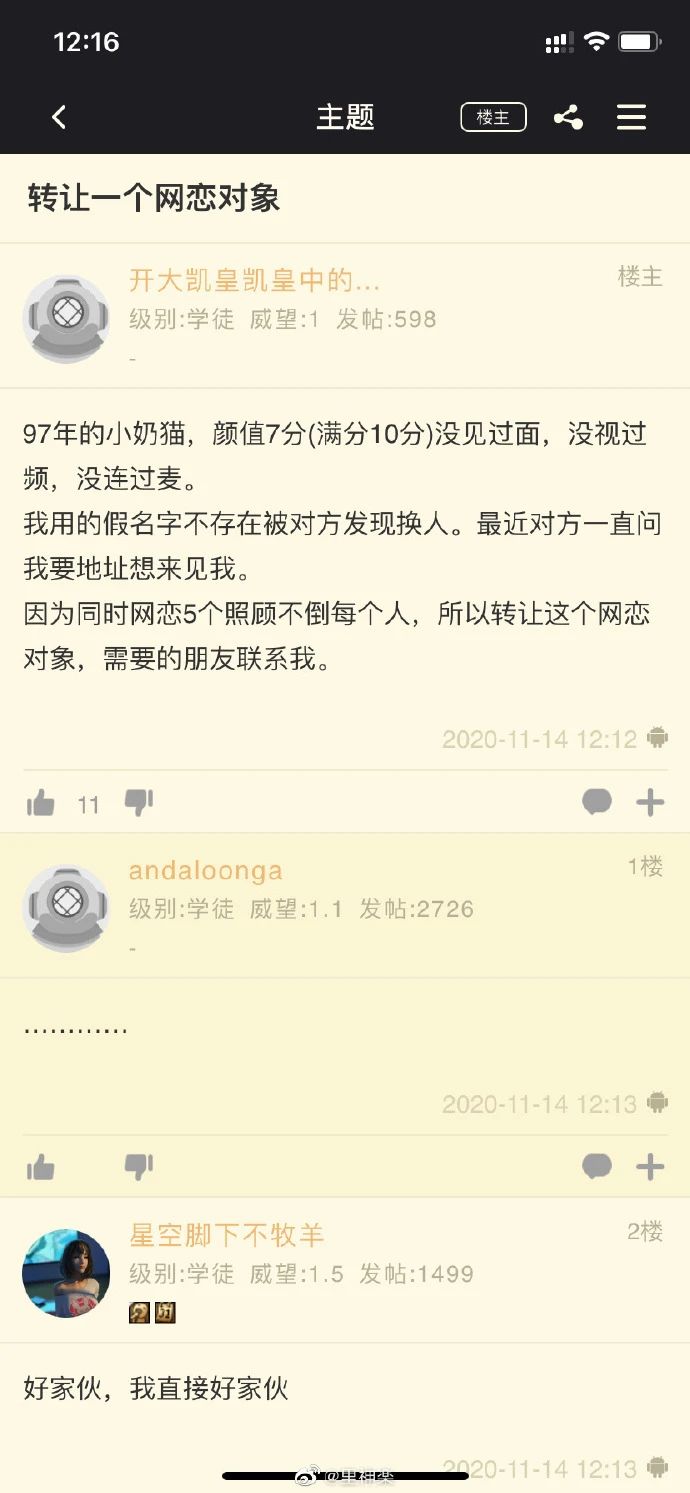 12:16
主题
楼主
转让一个网恋对象
开大凯皇凯皇中的...
楼主
级别:学徒 威望:1 发帖:598
-
97年的小奶猫，颜值7分(满分10分)没见过面，没视过
频，没连过麦。
我用的假名字不存在被对方发现换人。最近对方一直问
我要地址想来见我。
因为同时网恋5个照顾不倒每个人，所以转让这个网恋
对象，需要的朋友联系我。
2020-11-14 12:12
11
andaloonga
1楼
级别:学徒 威望:1.1 发帖:2726
-
............
2020-11-14 12:13
星空脚下不牧羊
2楼
级别:学徒 威望:1.5 发帖:1499
好家伙，我直接好家伙
2020-11-14 12:13